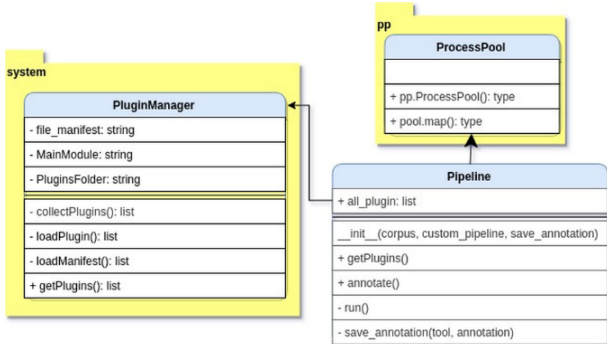 system
PluginManager
- file_manifest: string
- MainModule: string
- PluginsFolder: string
- collectPlugins(): list
- loadPlugin(): list
- loadManifest(): list
+ getPlugins(): list
pp
ProcessPool
+ pp.ProcessPool(): type
+ pool.map(): type
Pipeline
+ all_plugin: list
__init__(corpus, custom_pipeline, save_annotation)
+ getPlugins()
+ annotate()
- run()
- save_annotation(tool, annotation)